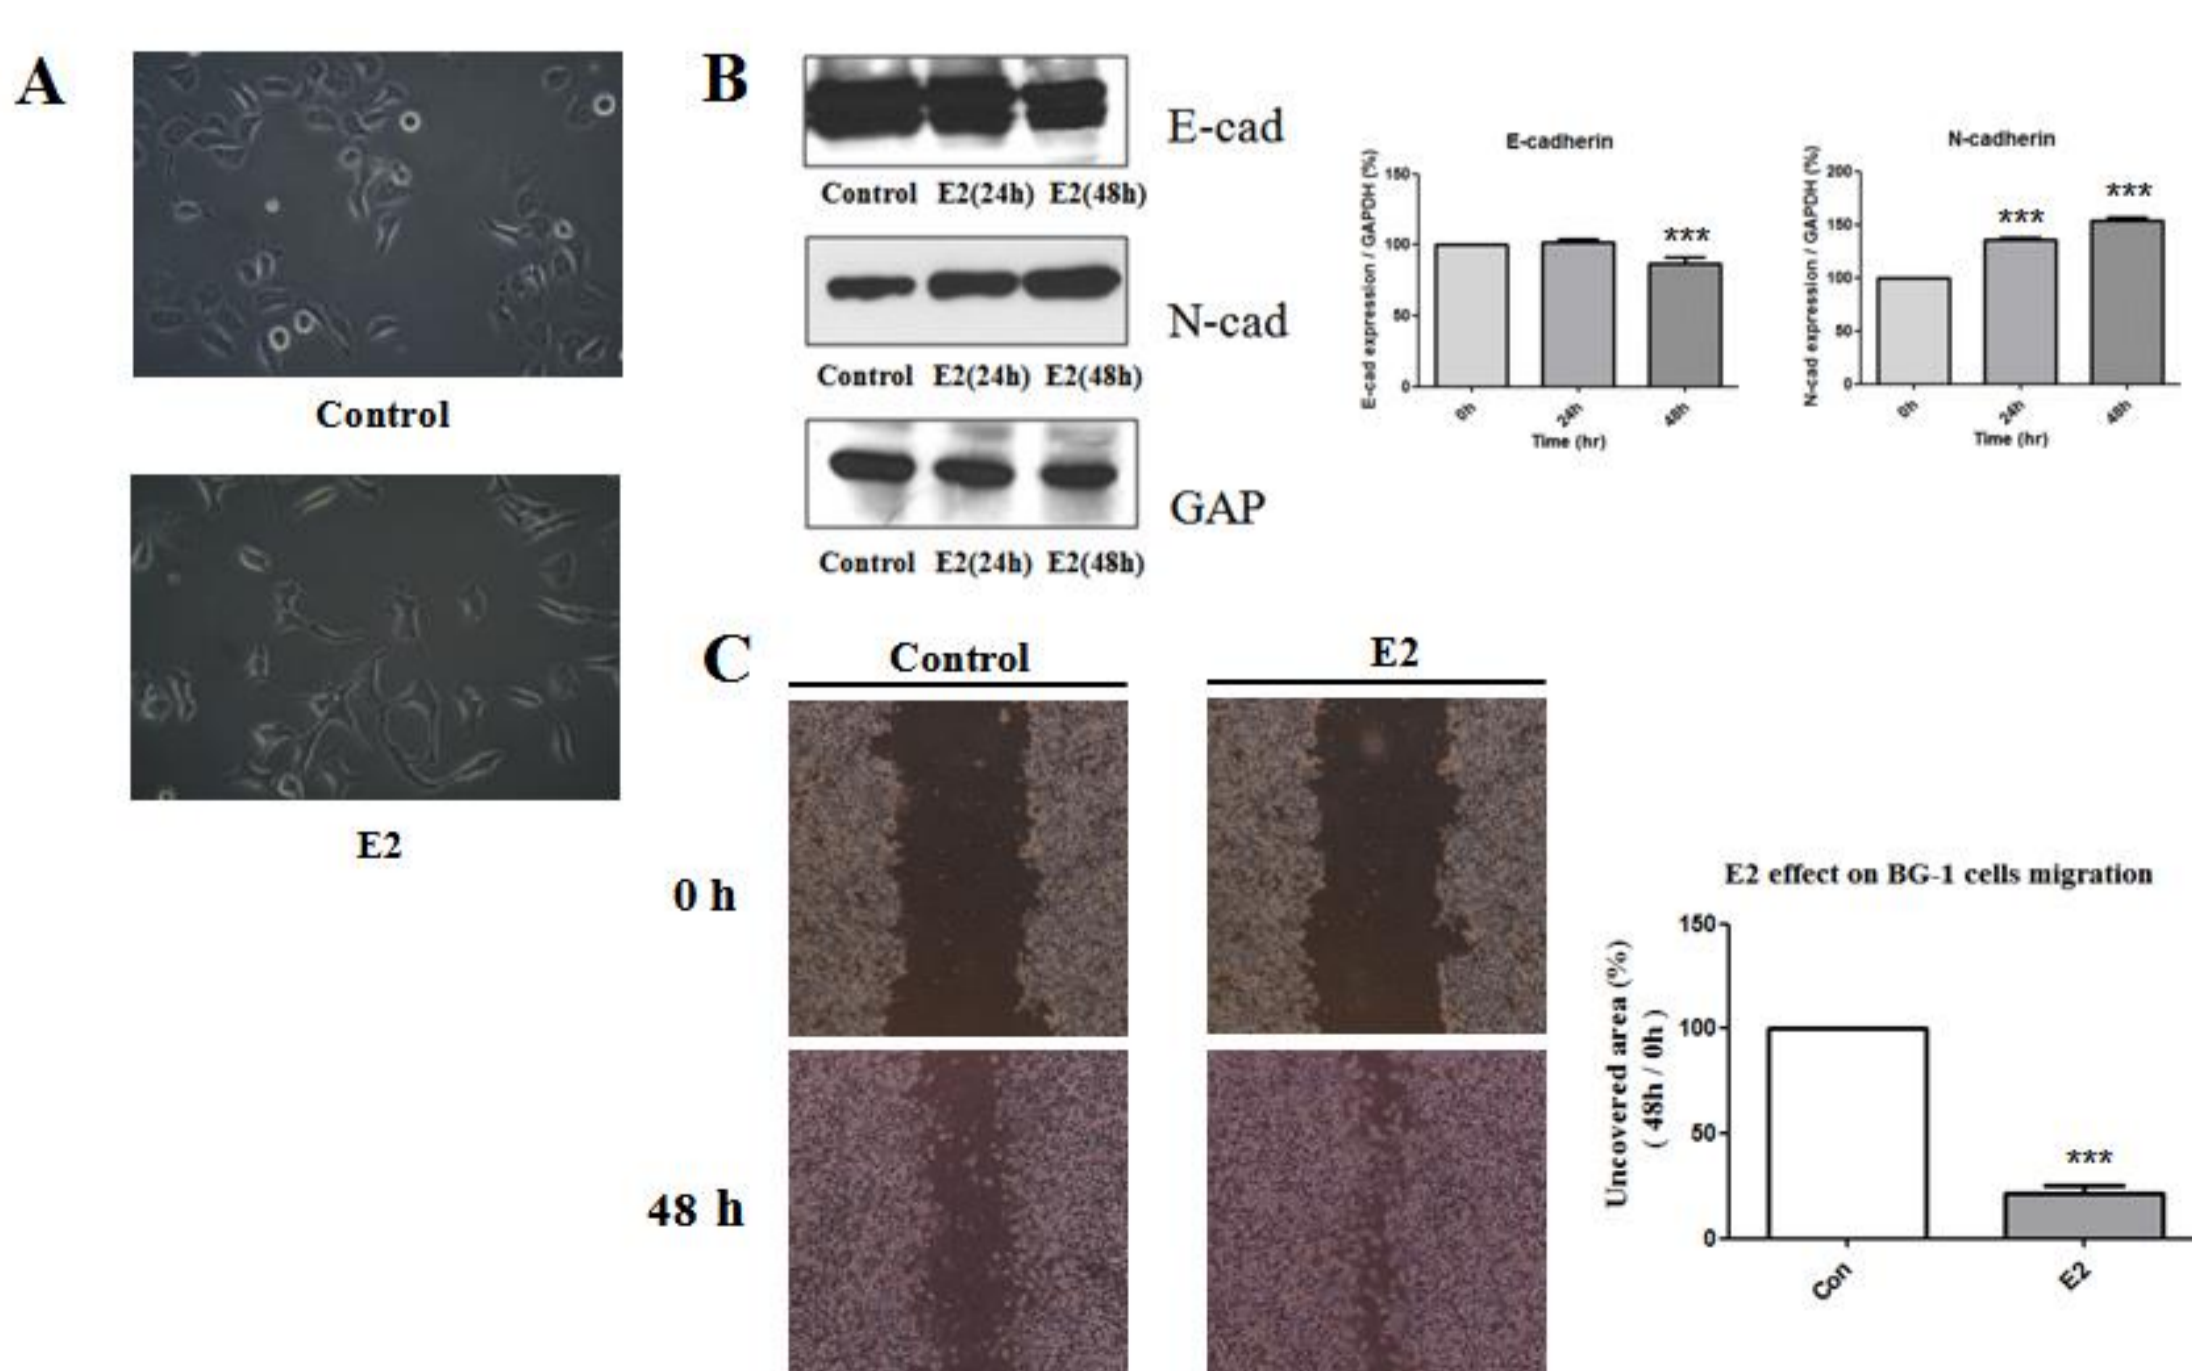 A
Control
E2
B
E-cad
Control E2(24h) E2(48h)
N-cad
Control E2(24h) E2(48h)
GAP
Control E2(24h) E2(48h)
E-cadherin
E-cad expression / GAPDH (%)
150
100
50
0
***
0h 24h 48h
Time (hr)
N-cadherin
N-cad expression / GAPDH (%)
200
150
100
50
0
*** ***
0h 24h 48h
Time (hr)
C
Control E2
0 h
48 h
E2 effect on BG-1 cells migration
Uncovered area (%)
( 48h / 0h )
150
100
50
0
***
Con E2